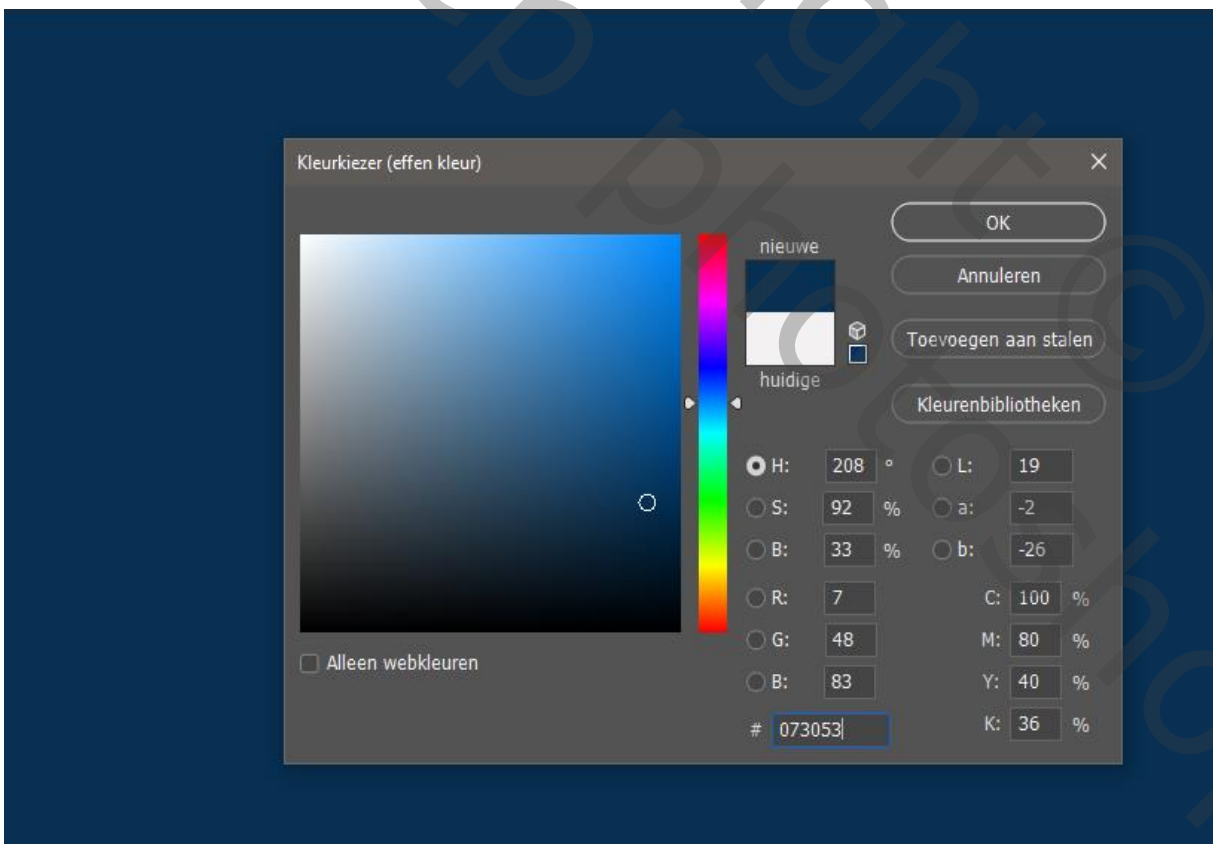 Kleurkiezer (effen kleur)
OK
nieuwe
Annuleren
Toevoegen aan stalen
huidige
Kleurenbibliotheken
H: 208 ° L: 19
S: 92 % a: -2
B: 33 % b: -26
R: 7 C: 100 %
G: 48 M: 80 %
Alleen webkleuren
B: 83 Y: 40 %
# 073053 K: 36 %